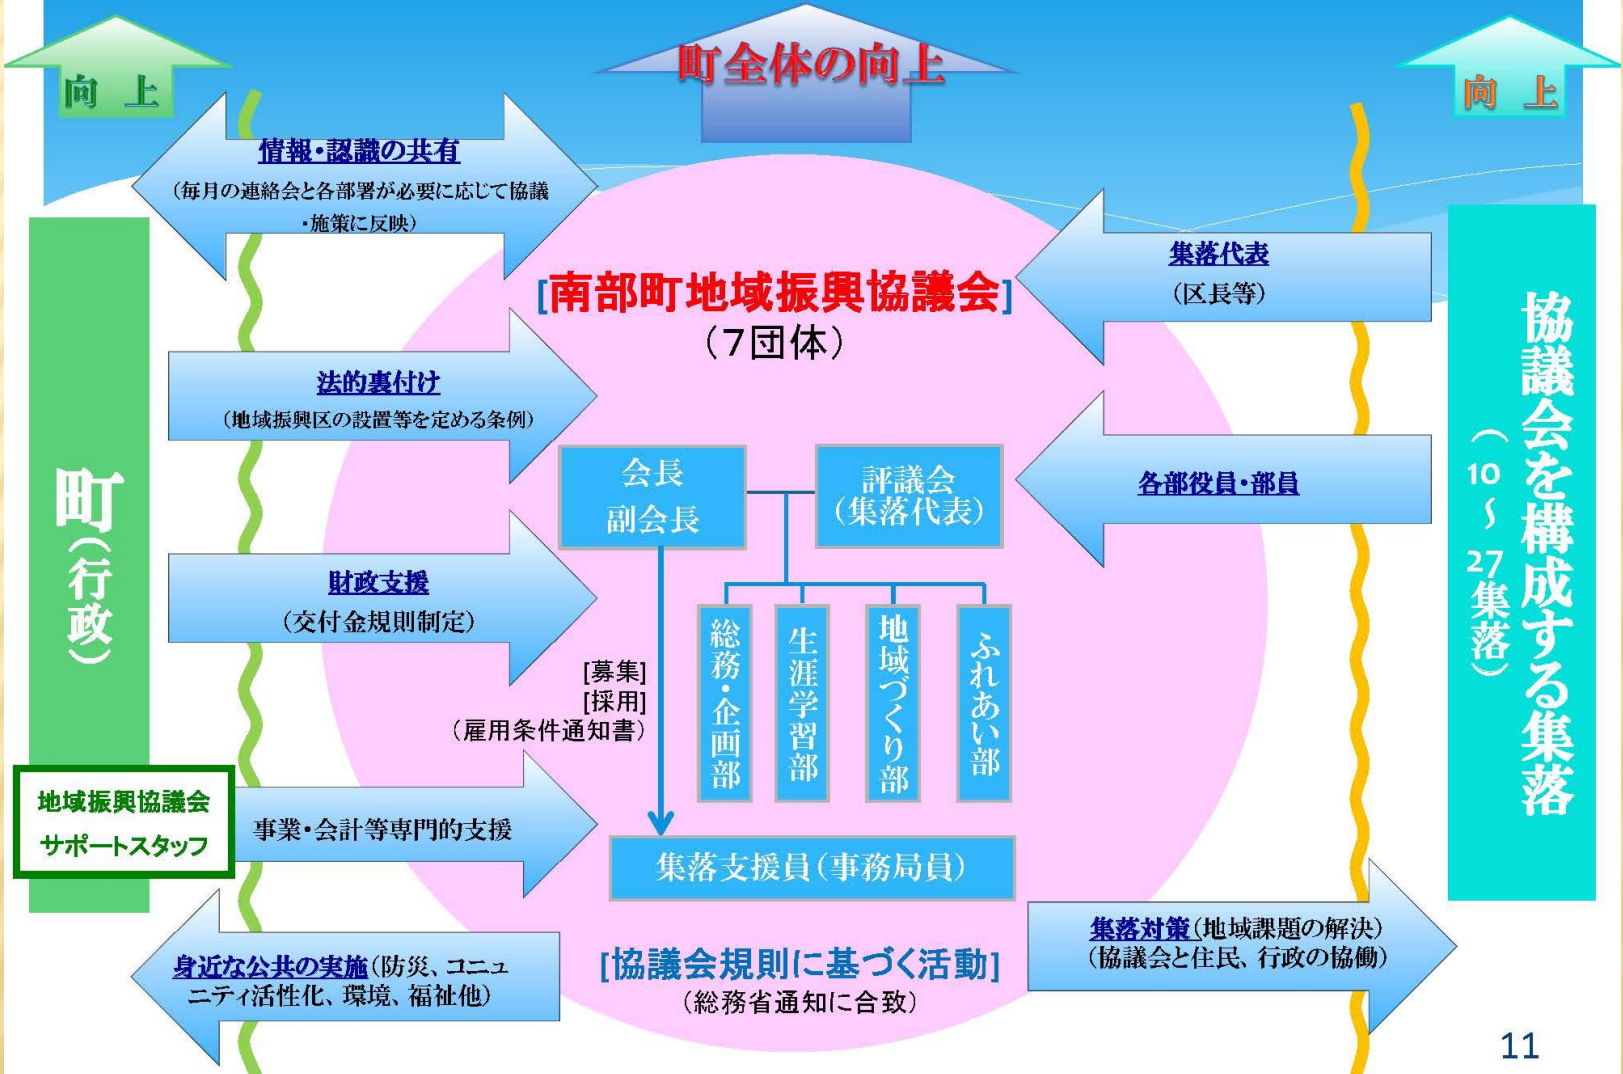 向 上
町全体の向上
向 上
情報・認識の共有
(毎月の連絡会と各部署が必要に応じて協議
・施策に反映)
[南部町地域振興協議会]
(7団体)
集落代表
(区長等)
法的裏付け
(地域振興区の設置等を定める条例)
各部役員・部員
町(行政)
協議会を構成する集落
(10~27集落)
会長
副会長
評議会
(集落代表)
財政支援
(交付金規則制定)
総務・企画部
生涯学習部
地域づくり部
ふれあい部
[募集]
[採用]
(雇用条件通知書)
地域振興協議会
サポートスタッフ
事業・会計等専門的支援
集落支援員(事務局員)
身近な公共の実施(防災、コニュ
ニティ活性化、環境、福祉他)
[協議会規則に基づく活動]
(総務省通知に合致)
集落対策(地域課題の解決)
(協議会と住民、行政の協働)
11